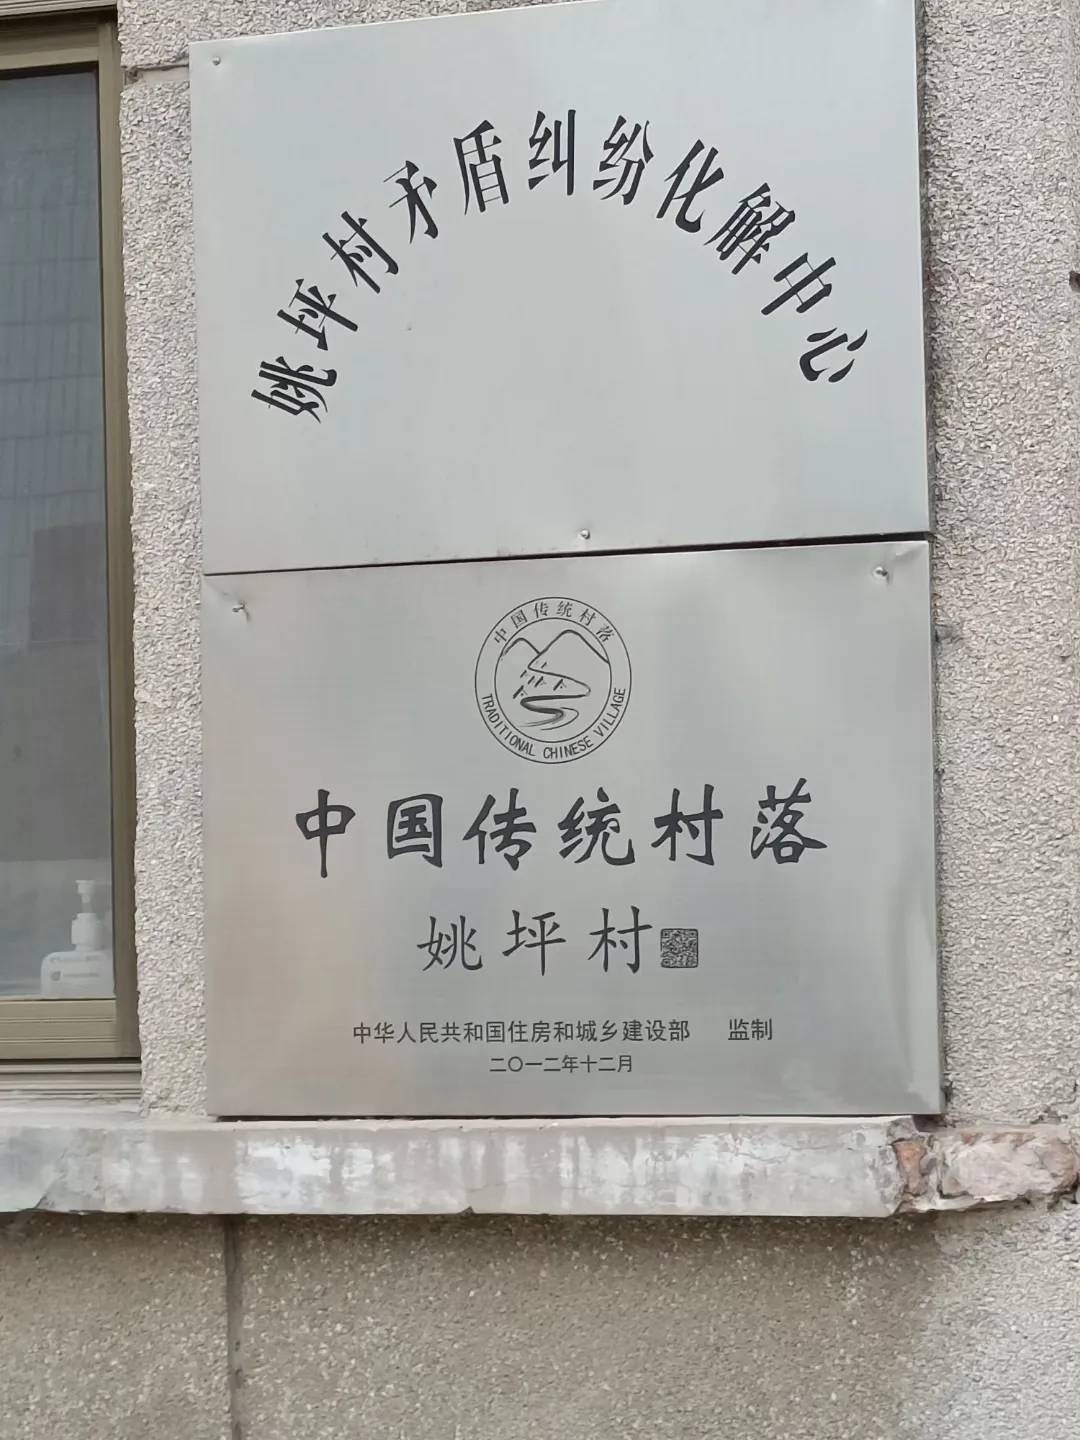 姚坪村矛盾纠纷化解中心
中国传统村落
TRADITIONAL CHINESE VILLAGE
中国传统村落
姚坪村
中华人民共和国住房和城乡建设部 监制
二〇一二年十二月